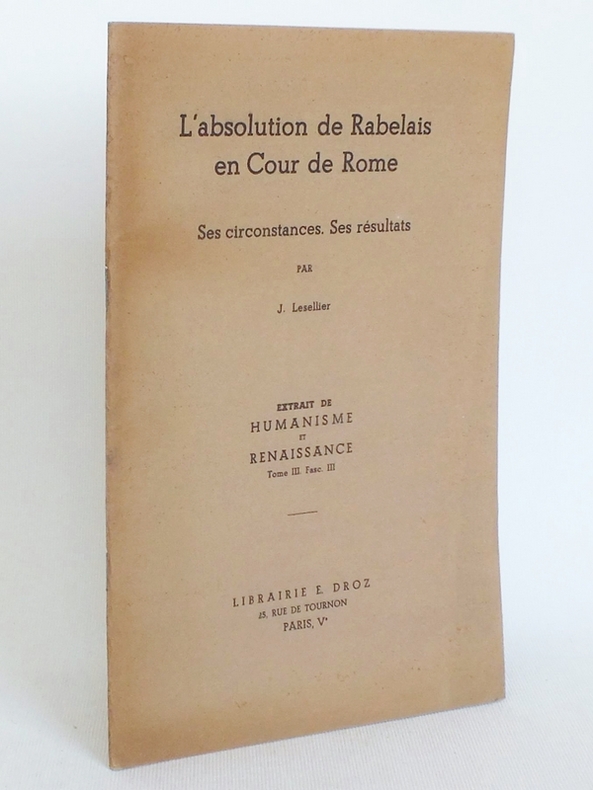 L'absolution de Rabelais
en Cour de Rome
Ses circonstances. Ses résultats
PAR
J. Lesellier
EXTRAIT DE
HUMANISME
ET
RENAISSANCE
Tome III. Fasc. III
LIBRAIRIE E. DROZ
25, RUE DE TOURNON
PARIS, Vᵉ